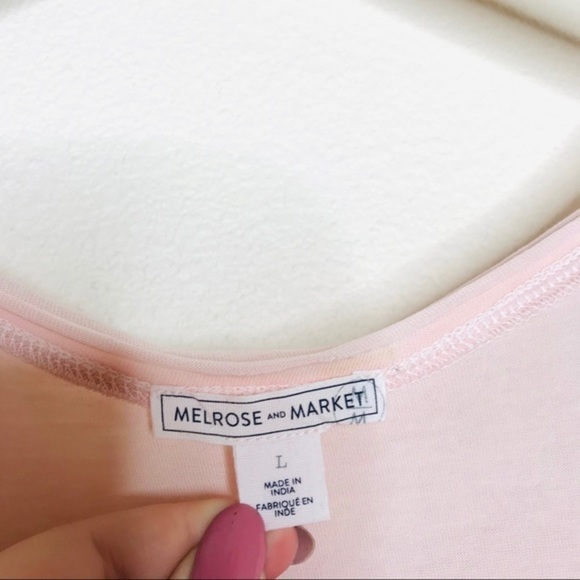 MELROSE AND MARKET
L
MADE IN
INDIA
FABRIQUÉ EN
INDE